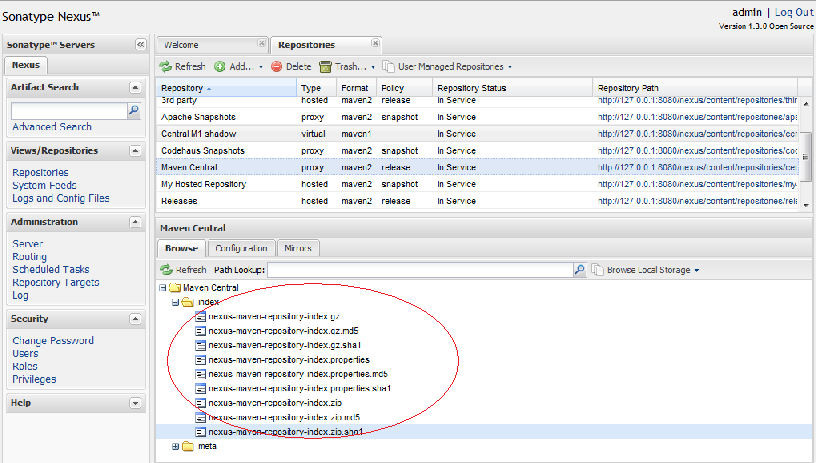 Sonatype Nexus™
admin | Log Out
Version 1.3.0 Open Source
Sonatype™ Servers
Nexus
Artifact Search
Advanced Search
Views/Repositories
Repositories
System Feeds
Logs and Config Files
Administration
Server
Routing
Scheduled Tasks
Repository Targets
Log
Security
Change Password
Users
Roles
Privileges
Help
Welcome
Repositories
Refresh Add... Delete Trash... User Managed Repositories
Repository Type Format Policy Repository Status Repository Path
3rd party hosted maven2 release In Service http://127.0.0.1:8080/nexus/content/repositories/thir
Apache Snapshots proxy maven2 snapshot In Service http://127.0.0.1:8080/nexus/content/repositories/apa
Central M1 shadow virtual maven1 In Service http://127.0.0.1:8080/nexus/content/repositories/cen
Codehaus Snapshots proxy maven2 snapshot In Service http://127.0.0.1:8080/nexus/content/repositories/cod
Maven Central proxy maven2 release In Service http://127.0.0.1:8080/nexus/content/repositories/cen
My Hosted Repository hosted maven2 snapshot In Service http://127.0.0.1:8080/nexus/content/repositories/my-
Releases hosted maven2 release In Service http://127.0.0.1:8080/nexus/content/repositories/rele
Maven Central
Browse Configuration Mirrors
Refresh Path Lookup: Browse Local Storage
Maven Central
index
nexus-maven-repository-index.gz
nexus-maven-repository-index.gz.md5
nexus-maven-repository-index.gz.sha1
nexus-maven-repository-index.properties
nexus-maven-repository-index.properties.md5
nexus-maven-repository-index.properties.sha1
nexus-maven-repository-index.zip
nexus-maven-repository-index.zip.md5
nexus-maven-repository-index.zip.sha1
meta